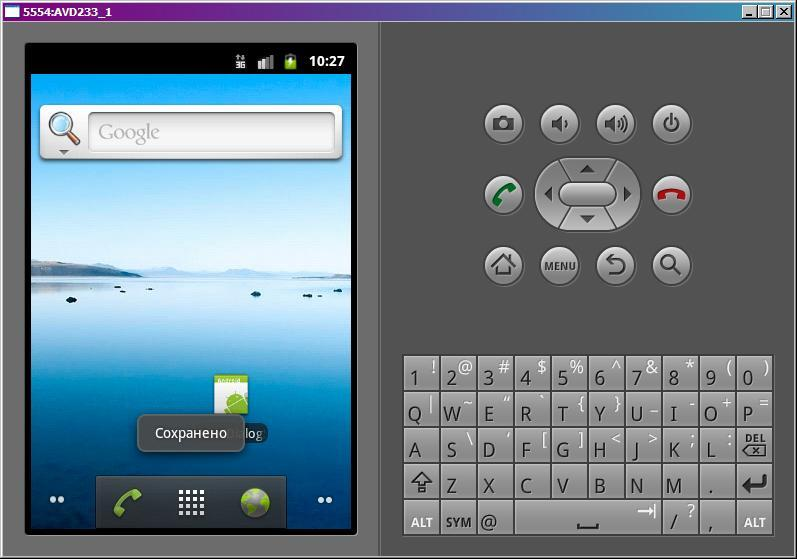 5554:AVD233_1
3G 10:27
Google
Android
Сохранено
log
MENU
1 ! 2 @ 3 # 4 $ 5 % 6 ^ 7 & 8 * 9 ( 0 )
Q | W ~ E " R ` T { Y } U _ I - O + P =
A S \ D ' F [ G ] H < J > K ; L : DEL
Z X C V B N M .
ALT SYM @ / ? , ALT